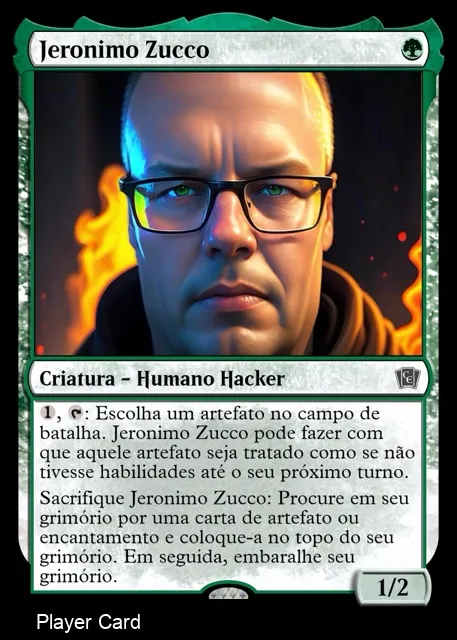 Jeronimo Zucco
Criatura – Humano Hacker
1, : Escolha um artefato no campo de
batalha. Jeronimo Zucco pode fazer com
que aquele artefato seja tratado como se não
tivesse habilidades até o seu próximo turno.
Sacrifique Jeronimo Zucco: Procure em seu
grimório por uma carta de artefato ou
encantamento e coloque-a no topo do seu
grimório. Em seguida, embaralhe seu
grimório.
1/2
Player Card